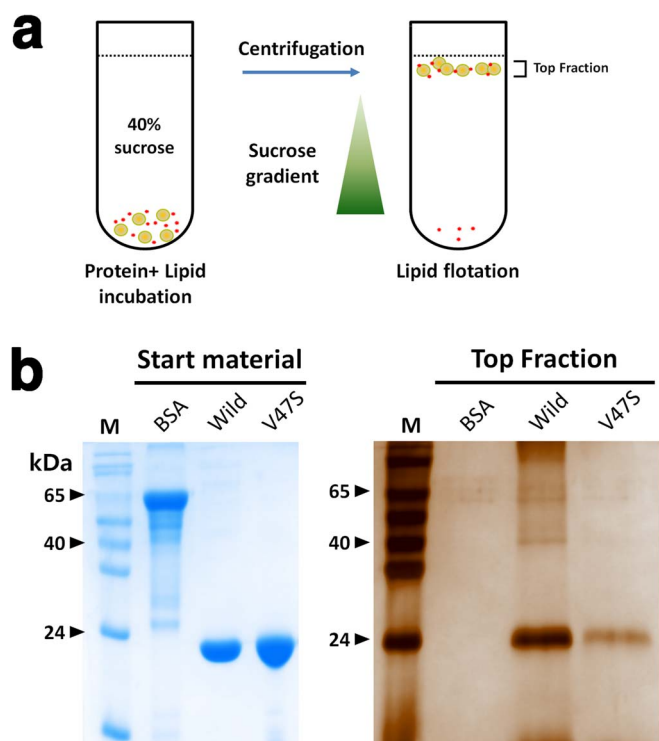 a
Centrifugation
Top Fraction
40%
sucrose
Sucrose
gradient
Protein+ Lipid
incubation
Lipid flotation
b
Start material
Top Fraction
M
BSA
Wild
V47S
M
BSA
Wild
V47S
kDa
65
40
24
65
40
24